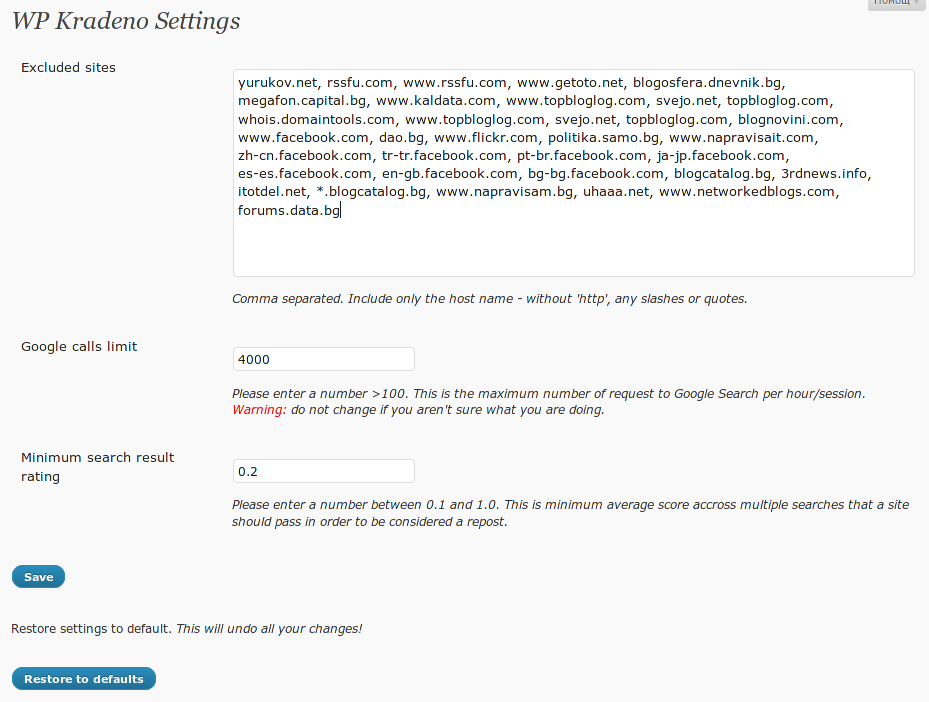 Помощ
WP Kradeno Settings
Excluded sites
yurukov.net, rssfu.com, www.rssfu.com, www.getoto.net, blogosfera.dnevnik.bg,
megafon.capital.bg, www.kaldata.com, www.topbloglog.com, svejo.net, topbloglog.com,
whois.domaintools.com, www.topbloglog.com, svejo.net, topbloglog.com, blognovini.com,
www.facebook.com, dao.bg, www.flickr.com, politika.samo.bg, www.napravisait.com,
zh-cn.facebook.com, tr-tr.facebook.com, pt-br.facebook.com, ja-jp.facebook.com,
es-es.facebook.com, en-gb.facebook.com, bg-bg.facebook.com, blogcatalog.bg, 3rdnews.info,
itotdel.net, *.blogcatalog.bg, www.napravisam.bg, uhaaa.net, www.networkedblogs.com,
forums.data.bg
Comma separated. Include only the host name - without 'http', any slashes or quotes.
Google calls limit
4000
Please enter a number >100. This is the maximum number of request to Google Search per hour/session.
Warning: do not change if you aren't sure what you are doing.
Minimum search result
rating
0.2
Please enter a number between 0.1 and 1.0. This is minimum average score accross multiple searches that a site
should pass in order to be considered a repost.
Save
Restore settings to default. This will undo all your changes!
Restore to defaults